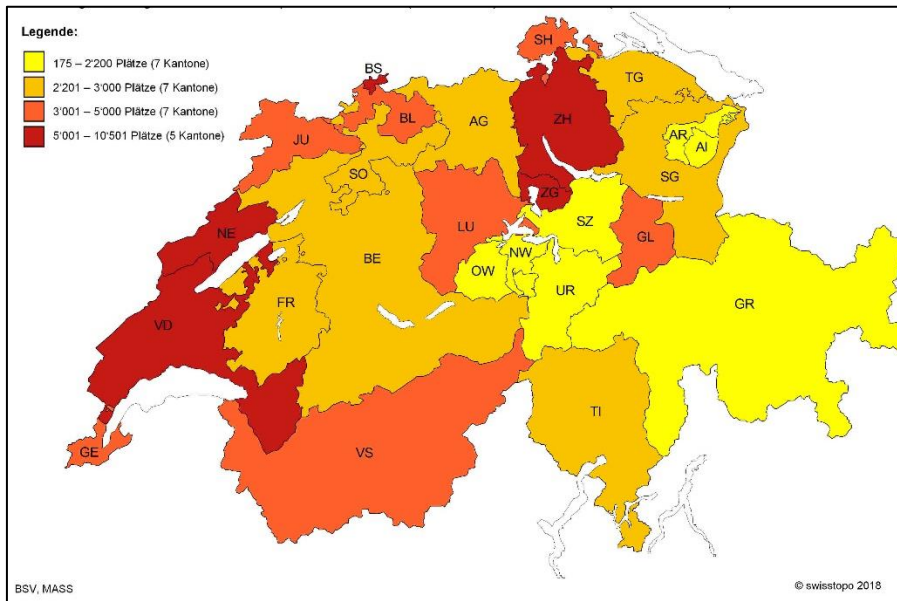 Legende:
175 – 2'200 Plätze (7 Kantone)
2'201 – 3'000 Plätze (7 Kantone)
3'001 – 5'000 Plätze (7 Kantone)
5'001 – 10'501 Plätze (5 Kantone)
SH
BS
TG
BL
AG
ZH
JU
AR
AI
SO
SG
ZG
NE
LU
SZ
GL
BE
NW
OW
FR
UR
GR
VD
TI
GE
VS
BSV, MASS
© swisstopo 2018